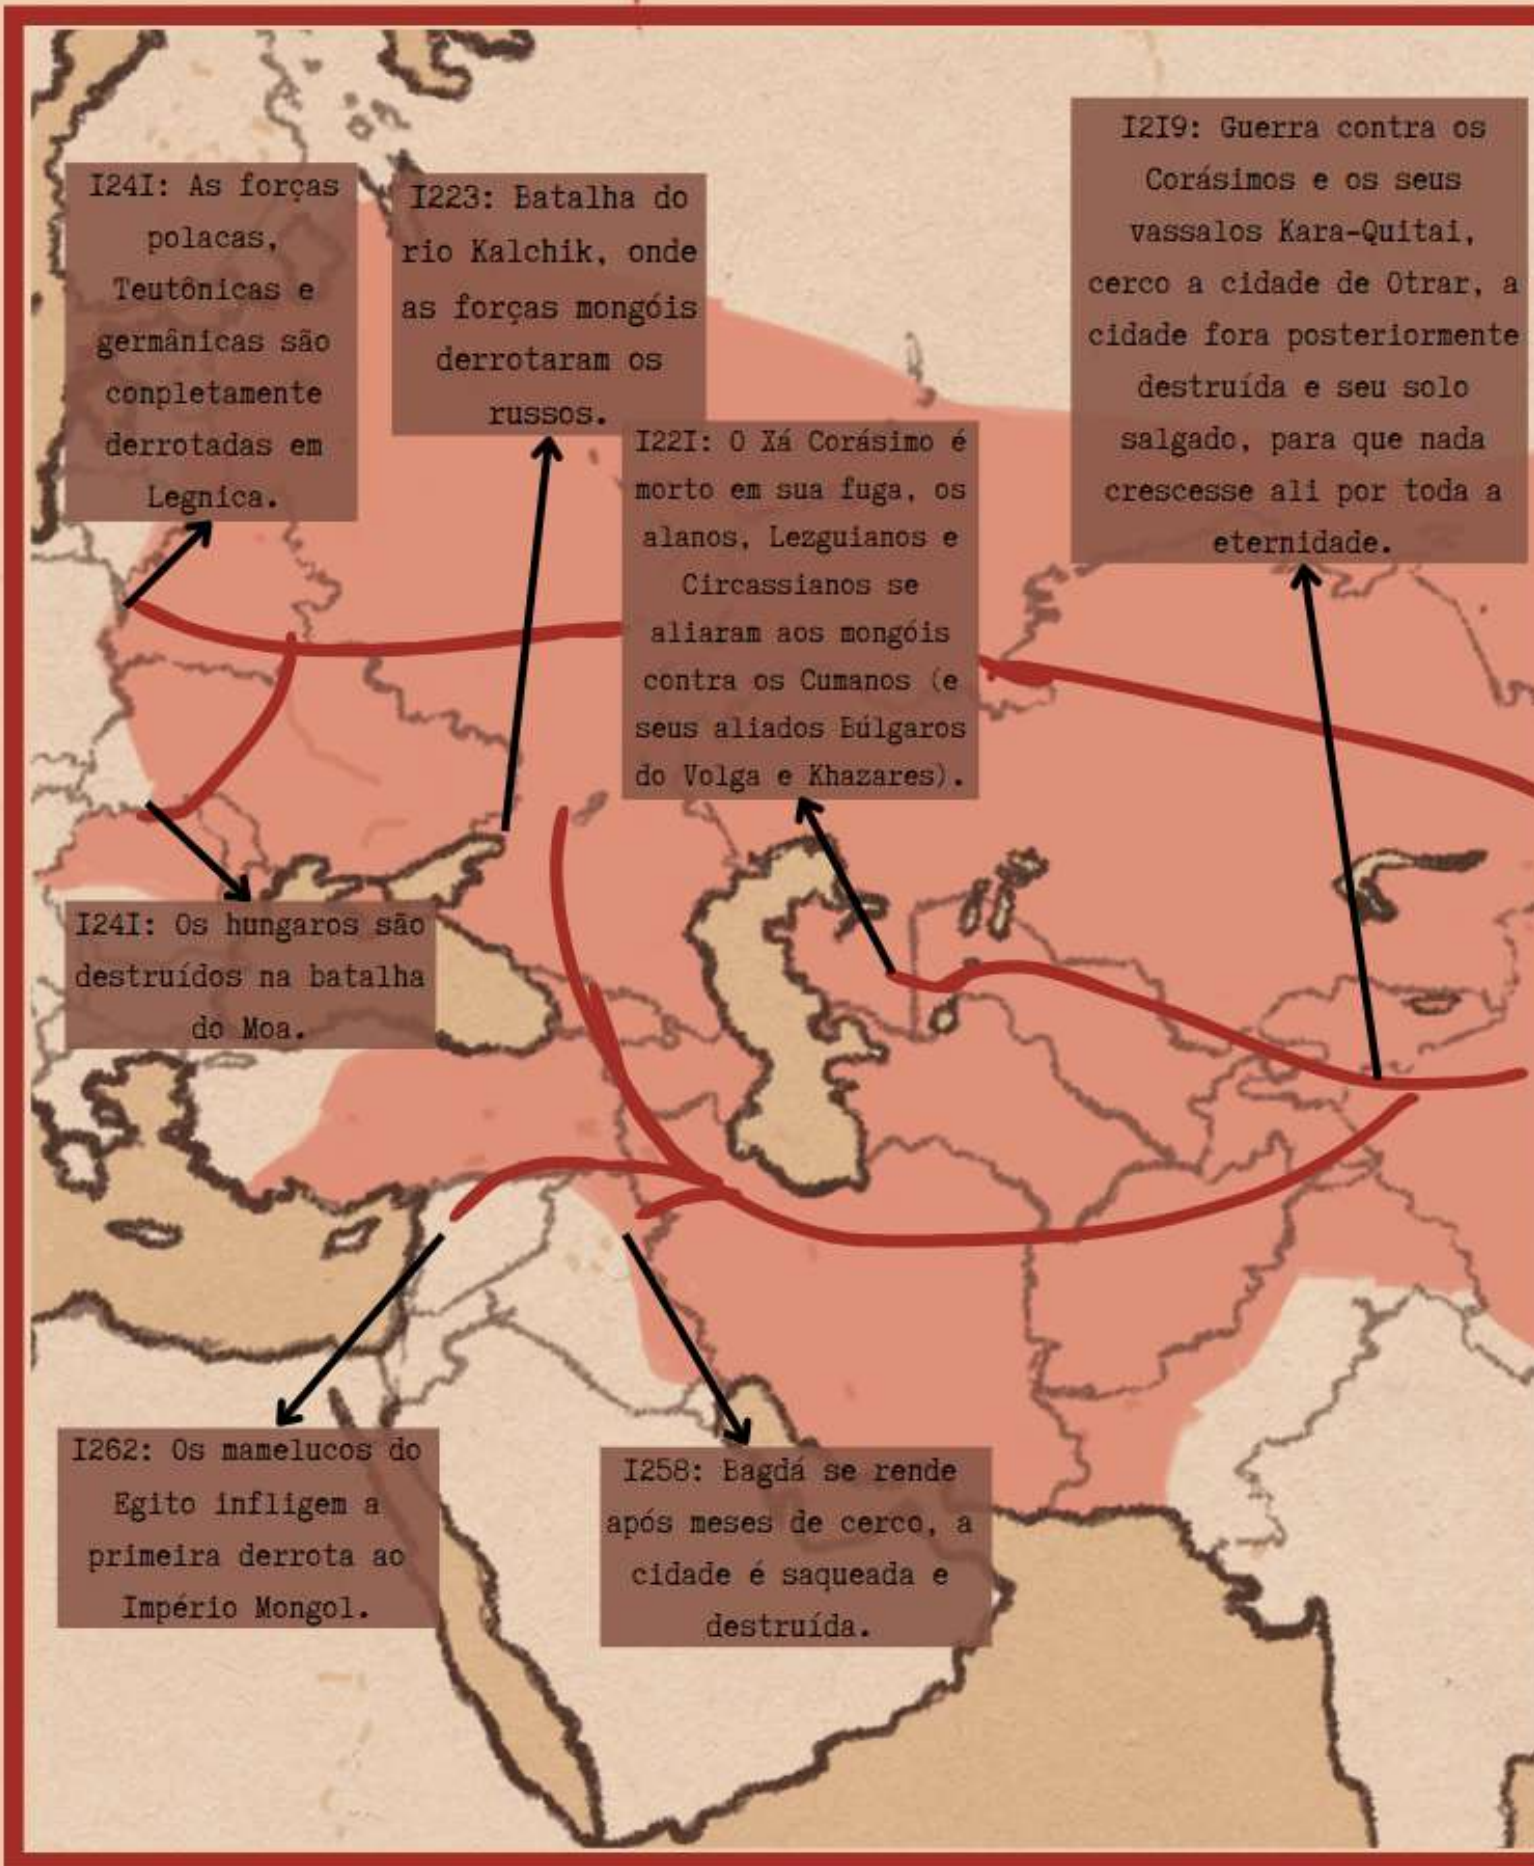 I24I: As forças
polacas,
Teutônicas e
germânicas são
conpletamente
derrotadas em
Legnica.
I223: Batalha do
rio Kalchik, onde
as forças mongóis
derrotaram os
russos.
I22I: O Xá Corásimo é
morto em sua fuga, os
alanos, Lezguianos e
Circassianos se
aliaram aos mongóis
contra os Cumanos (e
seus aliados Búlgaros
do Volga e Khazares).
I2I9: Guerra contra os
Corásimos e os seus
vassalos Kara-Quitai,
cerco a cidade de Otrar, a
cidade fora posteriormente
destruída e seu solo
salgado, para que nada
crescesse ali por toda a
eternidade.
I24I: Os hungaros são
destruídos na batalha
do Moa.
I262: Os mamelucos do
Egito infligem a
primeira derrota ao
Império Mongol.
I258: Bagdá se rende
após meses de cerco, a
cidade é saqueada e
destruída.